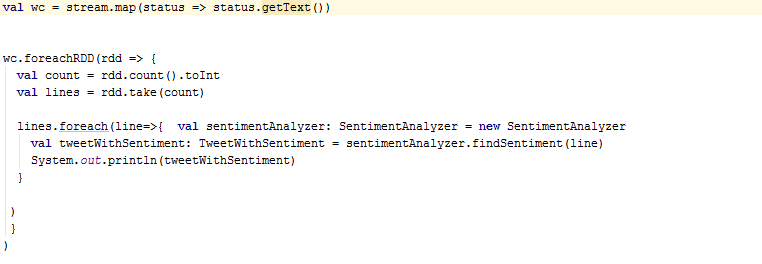 val wc = stream.map(status => status.getText())
wc.foreachRDD(rdd => {
val count = rdd.count().toInt
val lines = rdd.take(count)
lines.foreach(line=>{  val sentimentAnalyzer: SentimentAnalyzer = new SentimentAnalyzer
val tweetWithSentiment: TweetWithSentiment = sentimentAnalyzer.findSentiment(line)
System.out.println(tweetWithSentiment)
}
)
}
)